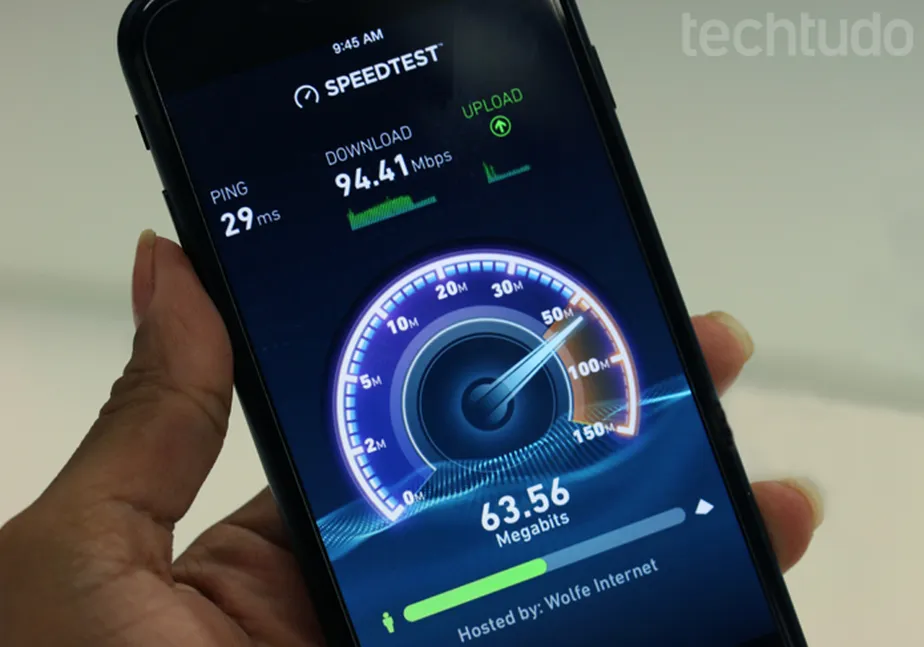 techtudo
9:45 AM
SPEEDTEST™
PING
29 ms
DOWNLOAD
94.41 Mbps
UPLOAD
0M
2M
5M
10M
20M
30M
50M
100M
150M
63.56
Megabits
Hosted by: Wolfe Internet